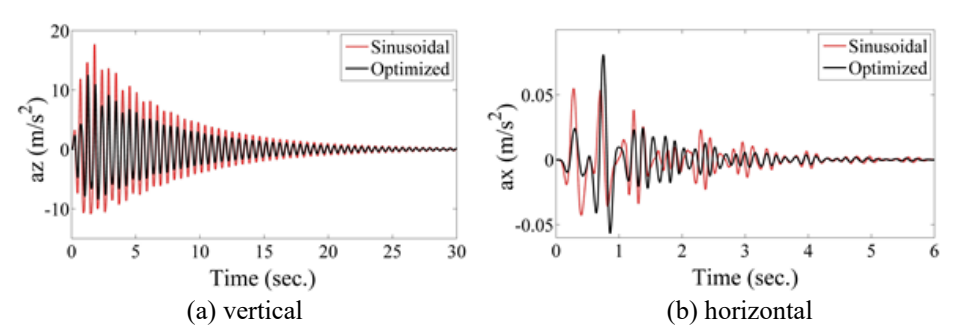 20
10
0
-10
az (m/s²)
Sinusoidal
Optimized
0 5 10 15 20 25 30
Time (sec.)
(a) vertical
0.05
0
-0.05
ax (m/s²)
Sinusoidal
Optimized
0 1 2 3 4 5 6
Time (sec.)
(b) horizontal